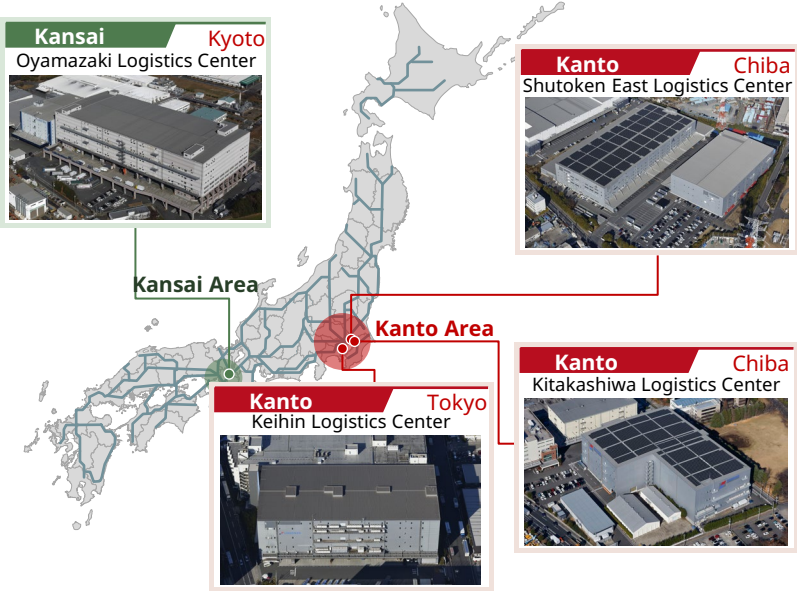 Kansai
Kyoto
Oyamazaki Logistics Center
Kanto
Chiba
Shutoken East Logistics Center
Kansai Area
Kanto Area
Kanto
Chiba
Kitakashiwa Logistics Center
Kanto
Tokyo
Keihin Logistics Center